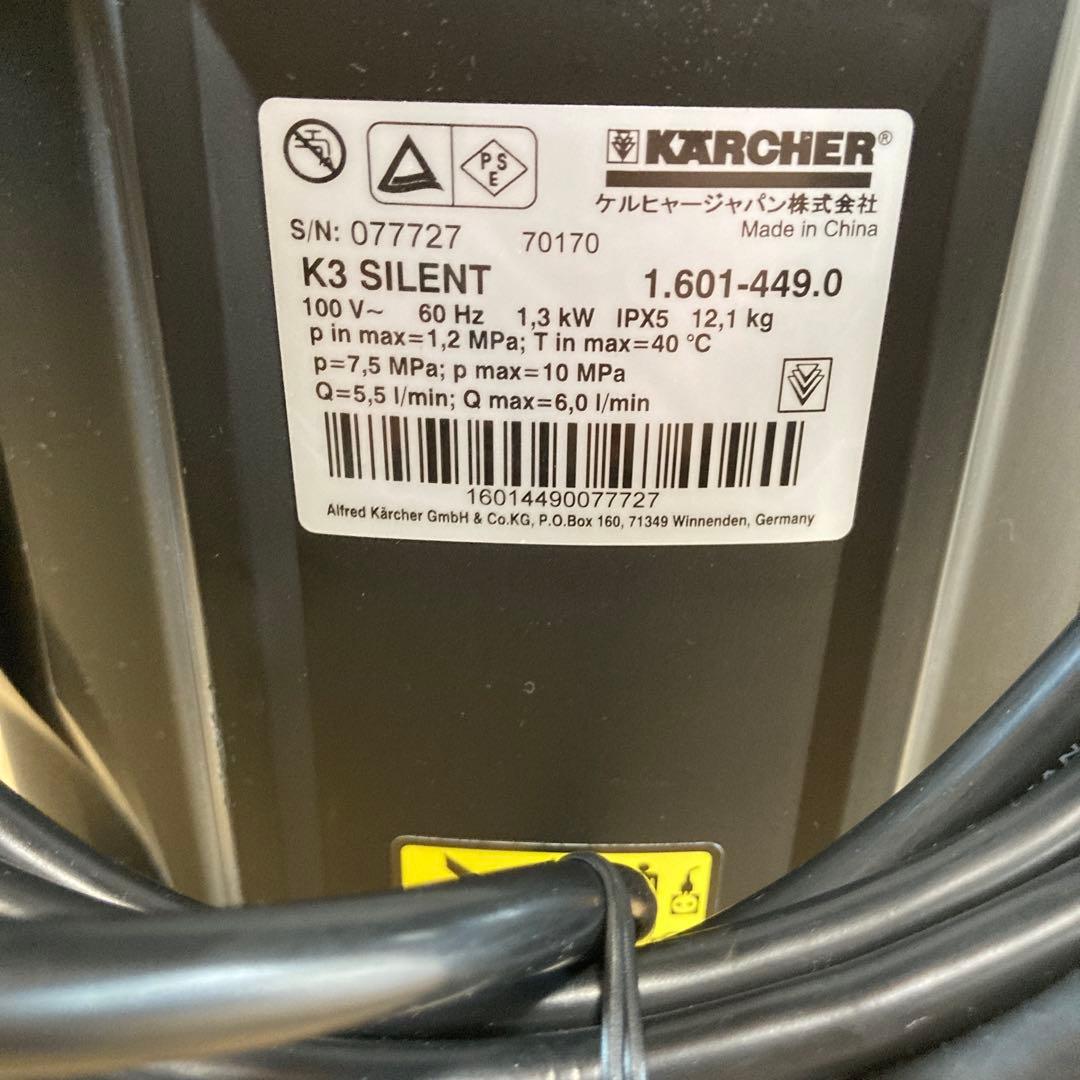 PSE
KÄRCHER®
ケルヒャージャパン株式会社
Made in China
S/N: 077727 70170
K3 SILENT 1.601-449.0
100 V~ 60 Hz 1,3 kW IPX5 12,1 kg
p in max=1,2 MPa; T in max=40 °C
p=7,5 MPa; p max=10 MPa
Q=5,5 l/min; Q max=6,0 l/min
16014490077727
Alfred Kärcher GmbH & Co.KG, P.O.Box 160, 71349 Winnenden, Germany